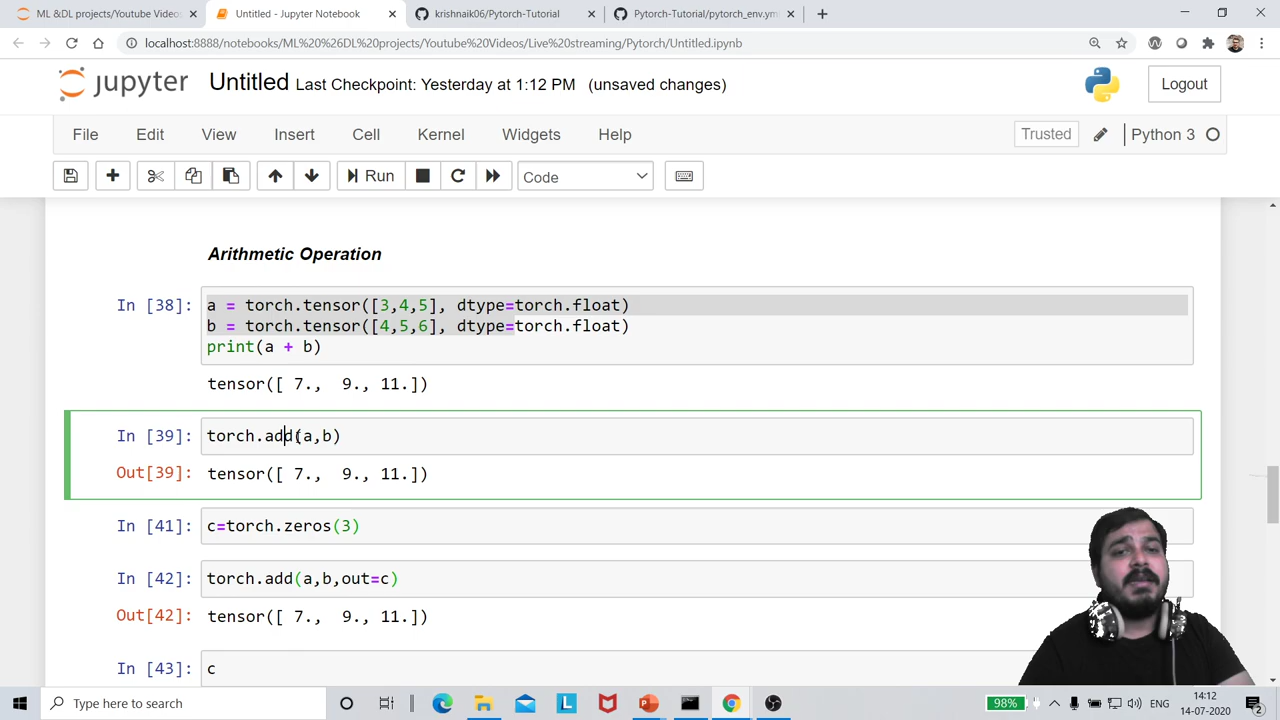 ML &DL projects/Youtube Videos
Untitled - Jupyter Notebook
krishnaik06/Pytorch-Tutorial
Pytorch-Tutorial/pytorch_env.ym
localhost:8888/notebooks/ML%20%26DL%20projects/Youtube%20Videos/Live%20streaming/Pytorch/Untitled.ipynb
jupyter Untitled Last Checkpoint: Yesterday at 1:12 PM (unsaved changes)
Logout
File Edit View Insert Cell Kernel Widgets Help
Trusted Python 3
Run Code
Arithmetic Operation
In [38]: a = torch.tensor([3,4,5], dtype=torch.float)
b = torch.tensor([4,5,6], dtype=torch.float)
print(a + b)
tensor([ 7.,  9., 11.])
In [39]: torch.add(a,b)
Out[39]: tensor([ 7.,  9., 11.])
In [41]: c=torch.zeros(3)
In [42]: torch.add(a,b,out=c)
Out[42]: tensor([ 7.,  9., 11.])
In [43]: c
Type here to search
98%
ENG
14:12
14-07-2020
2